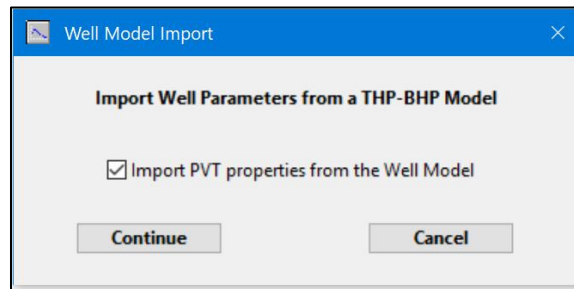 Well Model Import
Import Well Parameters from a THP-BHP Model
Import PVT properties from the Well Model
Continue
Cancel